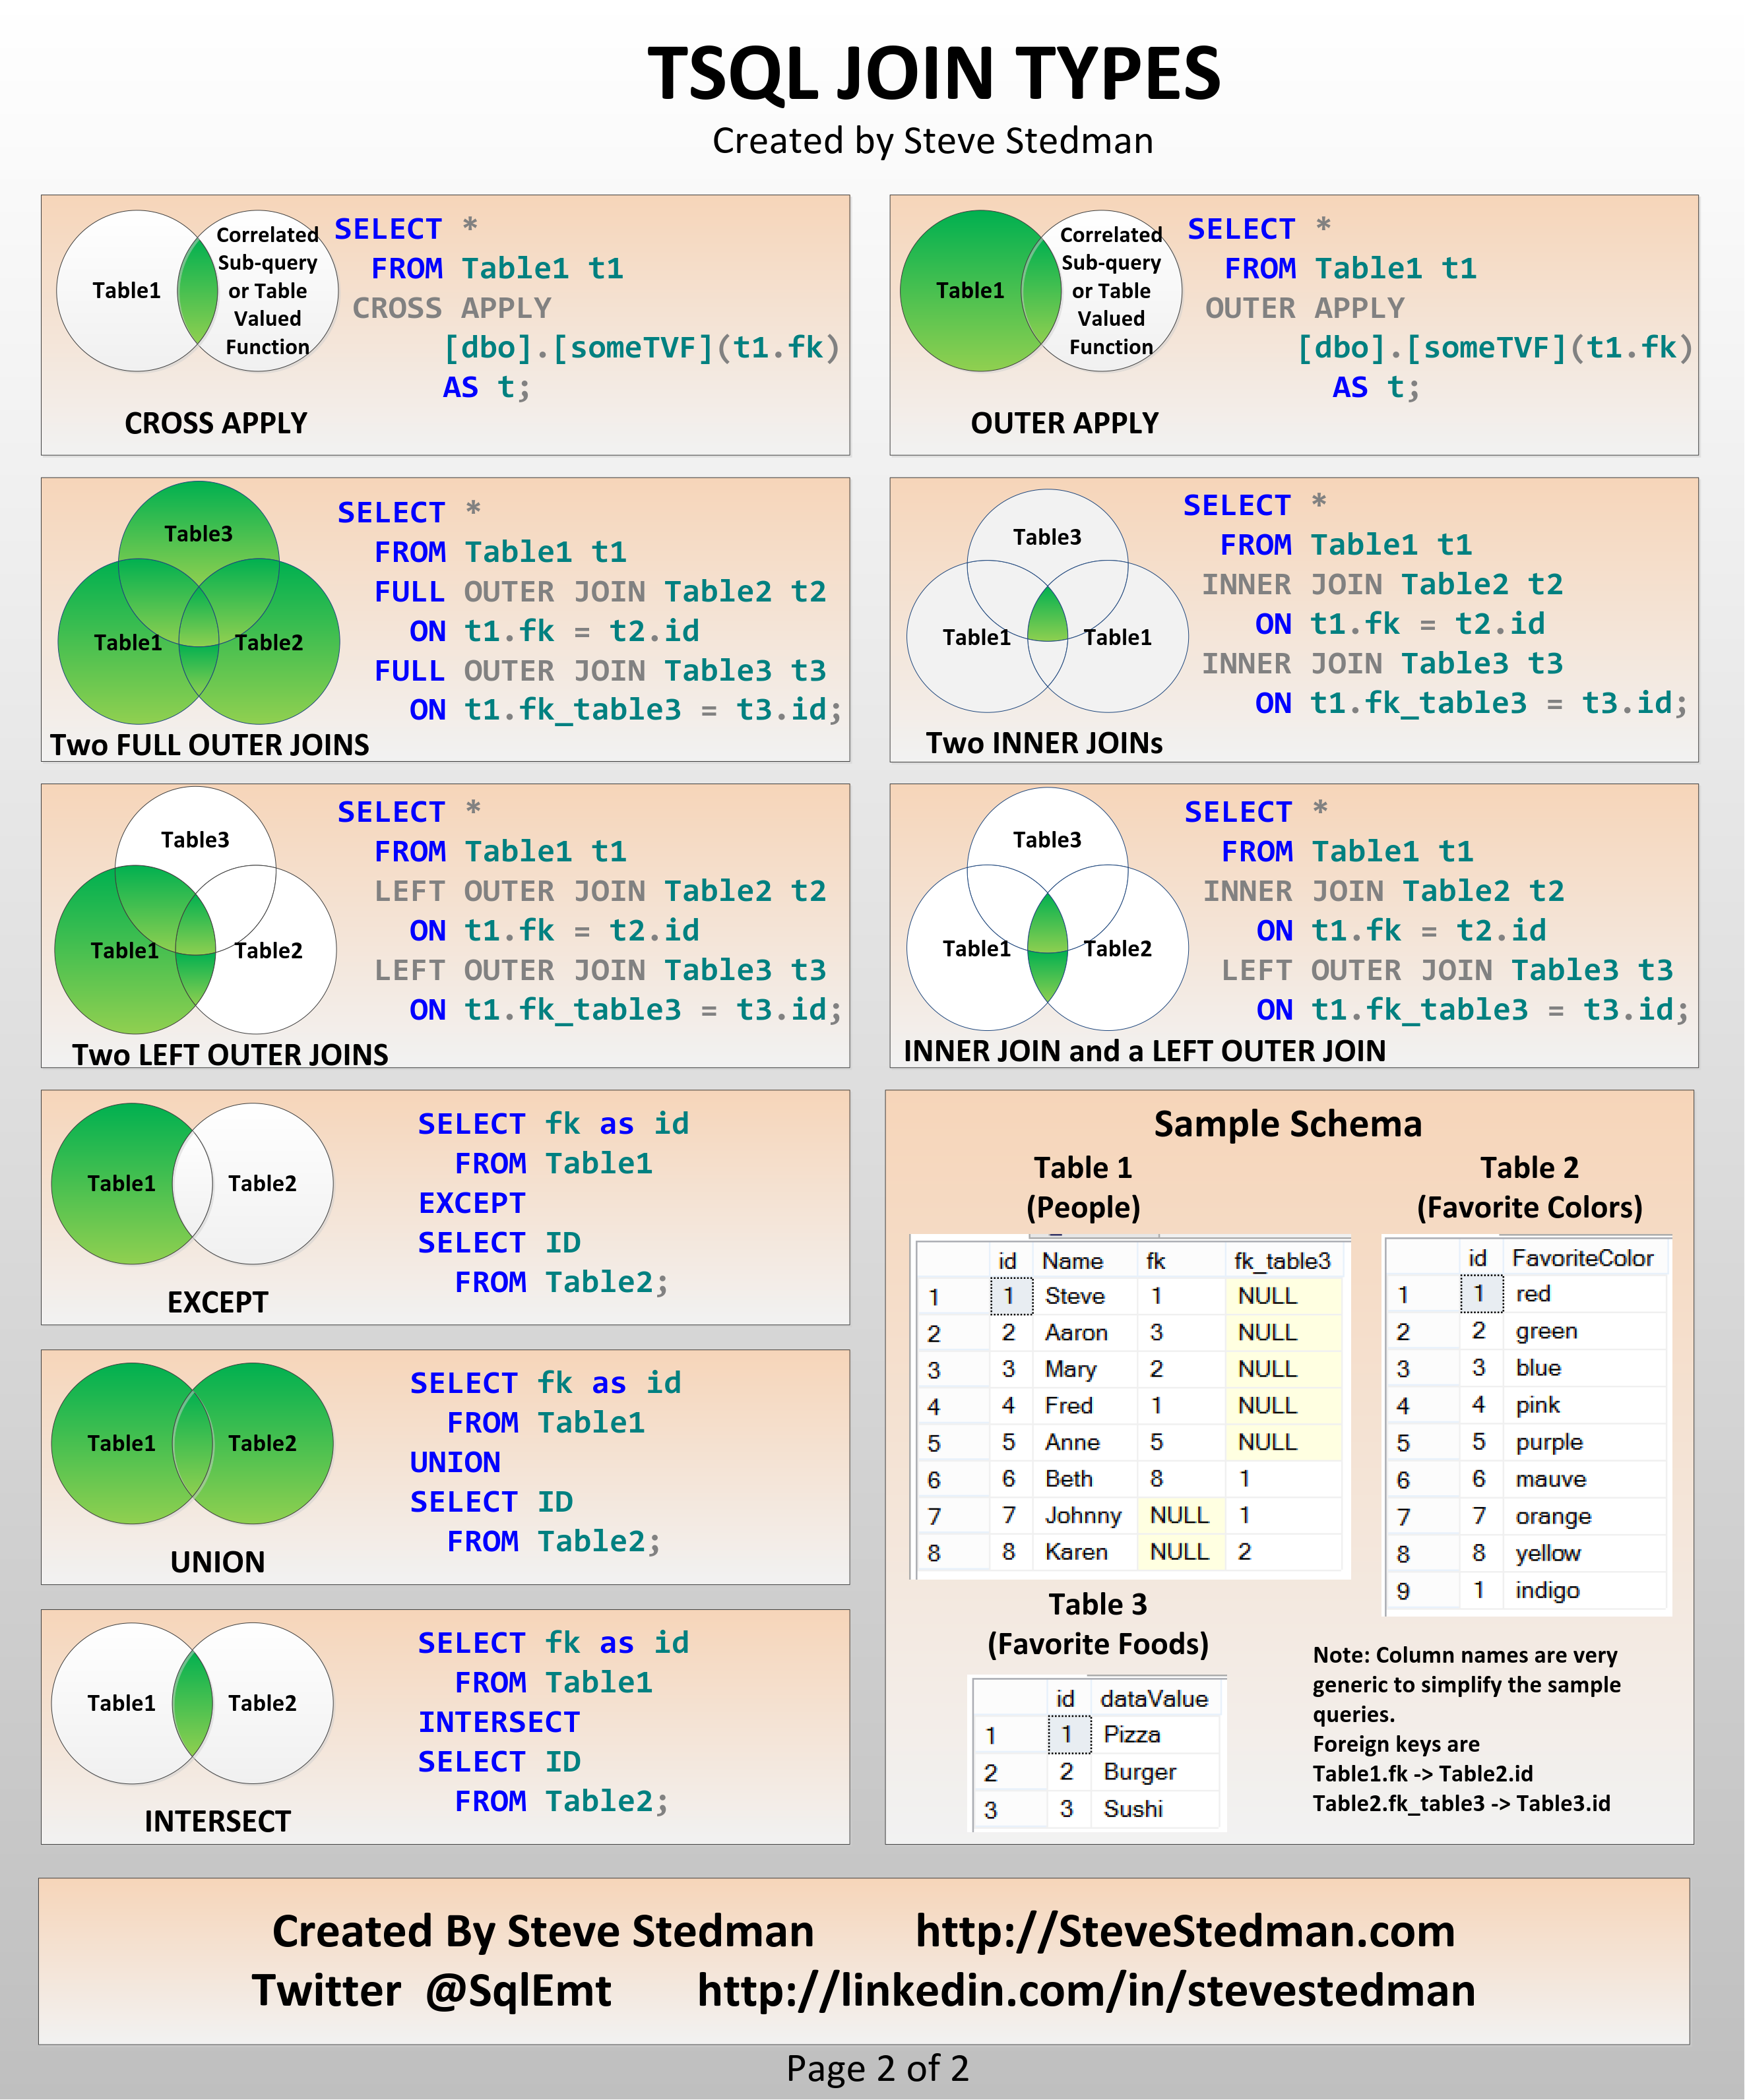 TSQL JOIN TYPES
Created by Steve Stedman
Table1
Correlated
Sub-query
or Table
Valued
Function
SELECT *
FROM Table1 t1
CROSS APPLY
[dbo].[someTVF](t1.fk)
AS t;
CROSS APPLY
Table1
Correlated
Sub-query
or Table
Valued
Function
SELECT *
FROM Table1 t1
OUTER APPLY
[dbo].[someTVF](t1.fk)
AS t;
OUTER APPLY
Table3
Table1 Table2
SELECT *
FROM Table1 t1
FULL OUTER JOIN Table2 t2
ON t1.fk = t2.id
FULL OUTER JOIN Table3 t3
ON t1.fk_table3 = t3.id;
Two FULL OUTER JOINS
Table3
Table1 Table1
SELECT *
FROM Table1 t1
INNER JOIN Table2 t2
ON t1.fk = t2.id
INNER JOIN Table3 t3
ON t1.fk_table3 = t3.id;
Two INNER JOINs
Table3
Table1 Table2
SELECT *
FROM Table1 t1
LEFT OUTER JOIN Table2 t2
ON t1.fk = t2.id
LEFT OUTER JOIN Table3 t3
ON t1.fk_table3 = t3.id;
Two LEFT OUTER JOINS
Table3
Table1 Table2
SELECT *
FROM Table1 t1
INNER JOIN Table2 t2
ON t1.fk = t2.id
LEFT OUTER JOIN Table3 t3
ON t1.fk_table3 = t3.id;
INNER JOIN and a LEFT OUTER JOIN
Table1 Table2
SELECT fk as id
FROM Table1
EXCEPT
SELECT ID
FROM Table2;
EXCEPT
Table1 Table2
SELECT fk as id
FROM Table1
UNION
SELECT ID
FROM Table2;
UNION
Table1 Table2
SELECT fk as id
FROM Table1
INTERSECT
SELECT ID
FROM Table2;
INTERSECT
Sample Schema
Table 1
(People)
id Name fk fk_table3
1 1 Steve 1 NULL
2 2 Aaron 3 NULL
3 3 Mary 2 NULL
4 4 Fred 1 NULL
5 5 Anne 5 NULL
6 6 Beth 8 1
7 7 Johnny NULL 1
8 8 Karen NULL 2
Table 2
(Favorite Colors)
id FavoriteColor
1 1 red
2 2 green
3 3 blue
4 4 pink
5 5 purple
6 6 mauve
7 7 orange
8 8 yellow
9 1 indigo
Table 3
(Favorite Foods)
id dataValue
1 1 Pizza
2 2 Burger
3 3 Sushi
Note: Column names are very
generic to simplify the sample
queries.
Foreign keys are
Table1.fk -> Table2.id
Table2.fk_table3 -> Table3.id
Created By Steve Stedman http://SteveStedman.com
Twitter @SqlEmt http://linkedin.com/in/stevestedman
Page 2 of 2